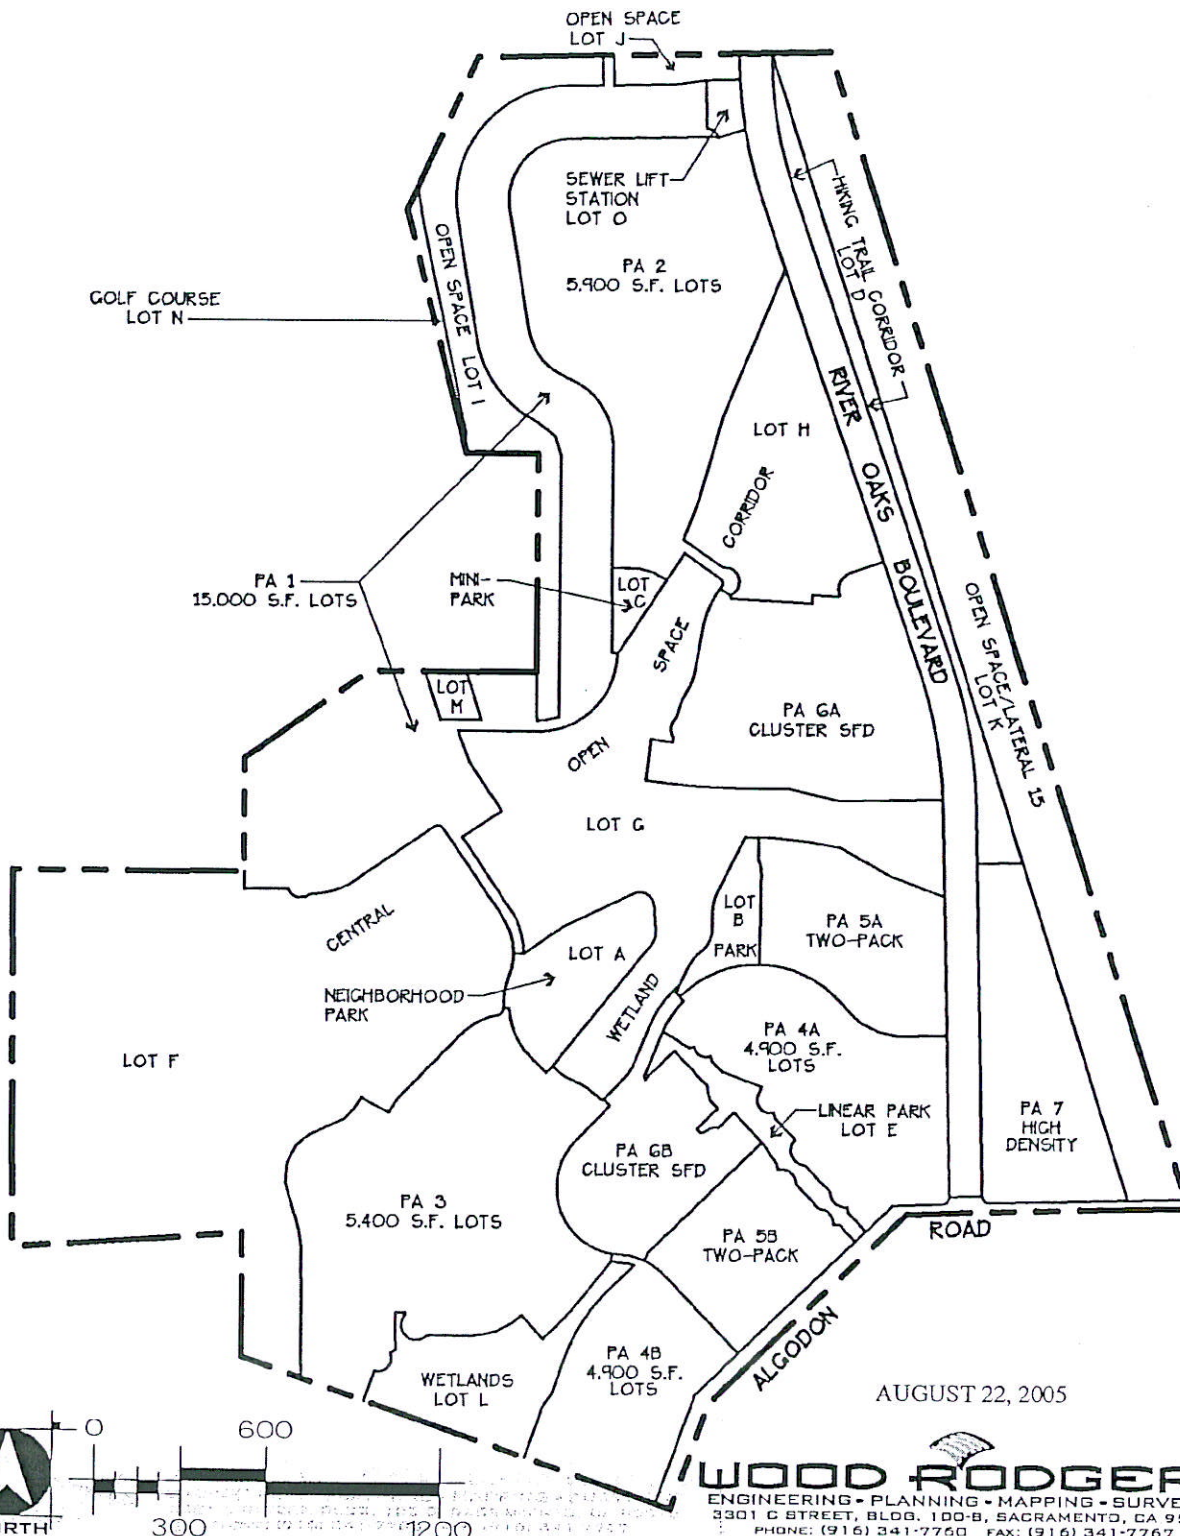 OPEN SPACE
LOT J
SEWER LIFT
STATION
LOT O
HIKING TRAIL CORRIDOR
LOT D
PA 2
5,900 S.F. LOTS
OPEN SPACE LOT I
GOLF COURSE
LOT N
RIVER OAKS BOULEVARD
LOT H
CORRIDOR
PA 1
15,000 S.F. LOTS
MINI-
PARK
LOT
C
OPEN SPACE/LATERAL 15
LOT K
SPACE
LOT
M
PA 6A
CLUSTER SFD
OPEN
LOT G
CENTRAL
LOT
B
PARK
PA 5A
TWO-PACK
LOT A
NEIGHBORHOOD
PARK
WETLAND
PA 4A
4,900 S.F.
LOTS
LOT F
LINEAR PARK
LOT E
PA 7
HIGH
DENSITY
PA 6B
CLUSTER SFD
PA 3
5,400 S.F. LOTS
PA 5B
TWO-PACK
ROAD
ALGODON
PA 4B
4,900 S.F.
LOTS
WETLANDS
LOT L
AUGUST 22, 2005
0
600
300
1200
RTH
WOOD RODGER
ENGINEERING - PLANNING - MAPPING - SURVE
3301 C STREET, BLDG. 100-B, SACRAMENTO, CA 95
PHONE: (916) 341-7760 FAX: (916) 341-7767